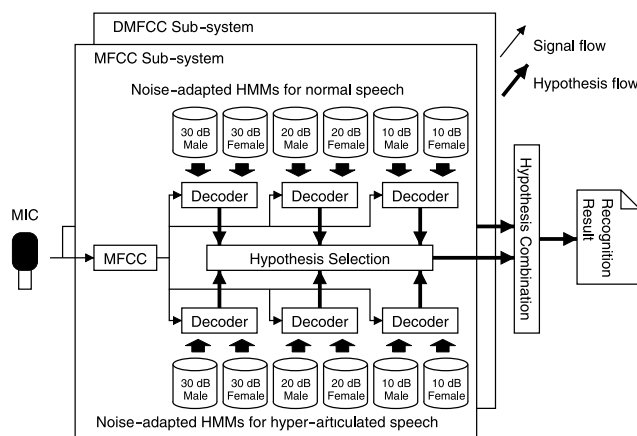 DMFCC Sub-system
MFCC Sub-system
Signal flow
Hypothesis flow
Noise-adapted HMMs for normal speech
30 dB Male
30 dB Female
20 dB Male
20 dB Female
10 dB Male
10 dB Female
Decoder
Decoder
Decoder
MIC
MFCC
Hypothesis Selection
Hypothesis Combination
Recognition Result
Decoder
Decoder
Decoder
30 dB Male
30 dB Female
20 dB Male
20 dB Female
10 dB Male
10 dB Female
Noise-adapted HMMs for hyper-articulated speech